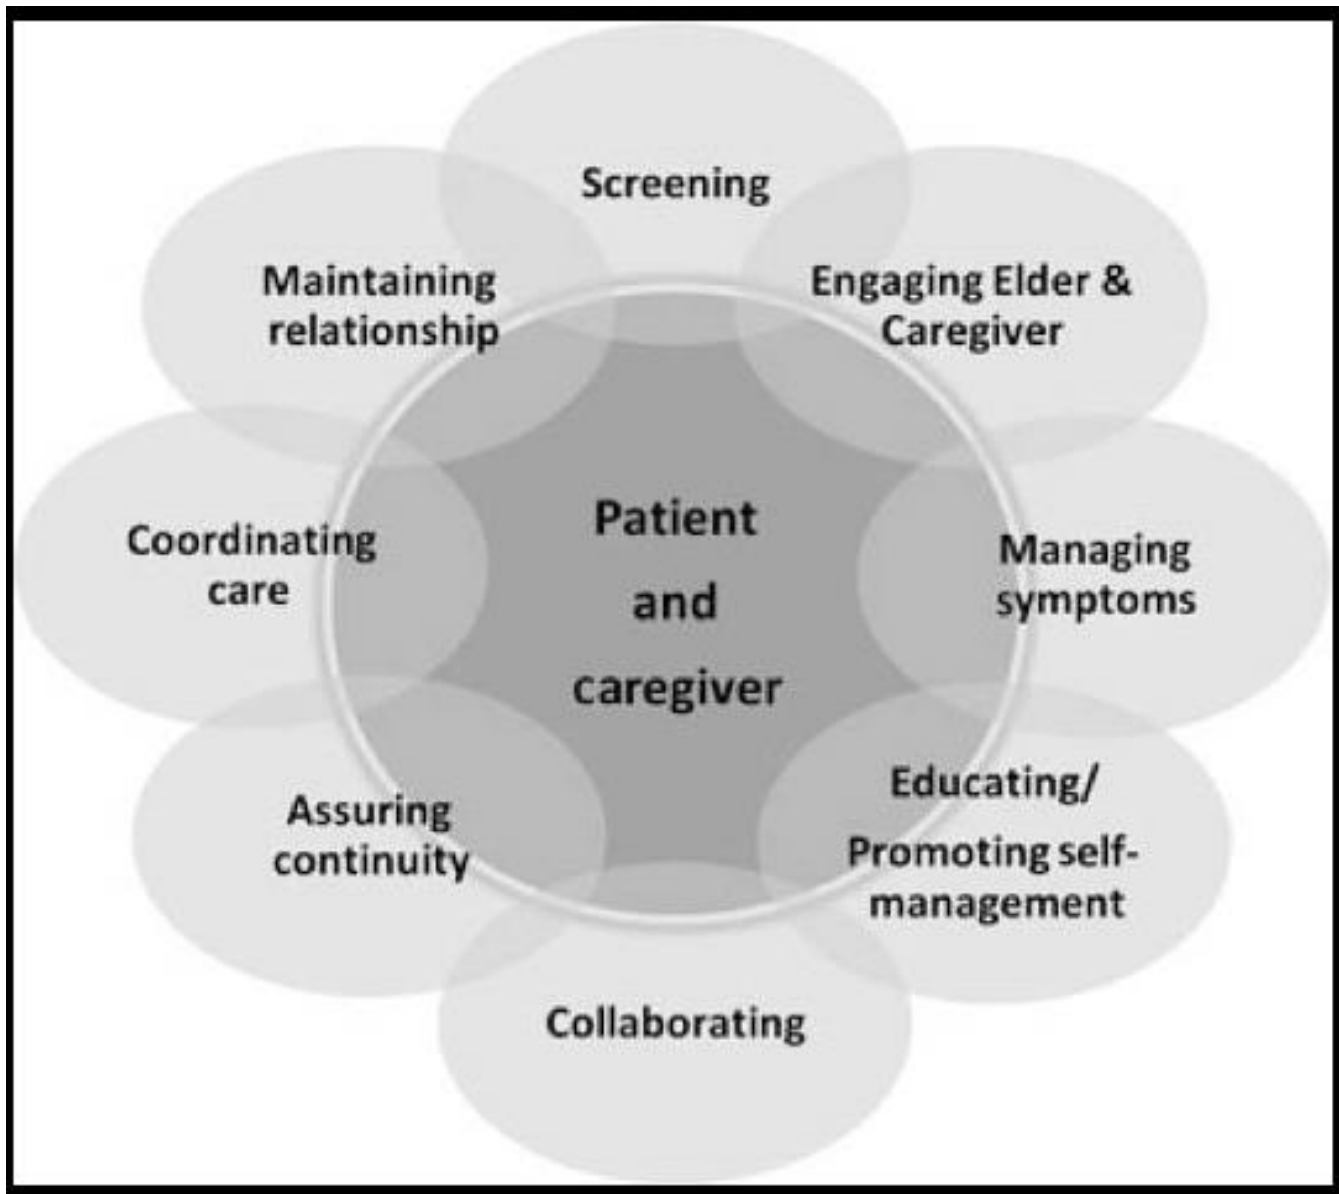 Screening
Maintaining
relationship
Engaging Elder &
Caregiver
Coordinating
care
Patient
and
caregiver
Managing
symptoms
Assuring
continuity
Educating/
Promoting self-
management
Collaborating